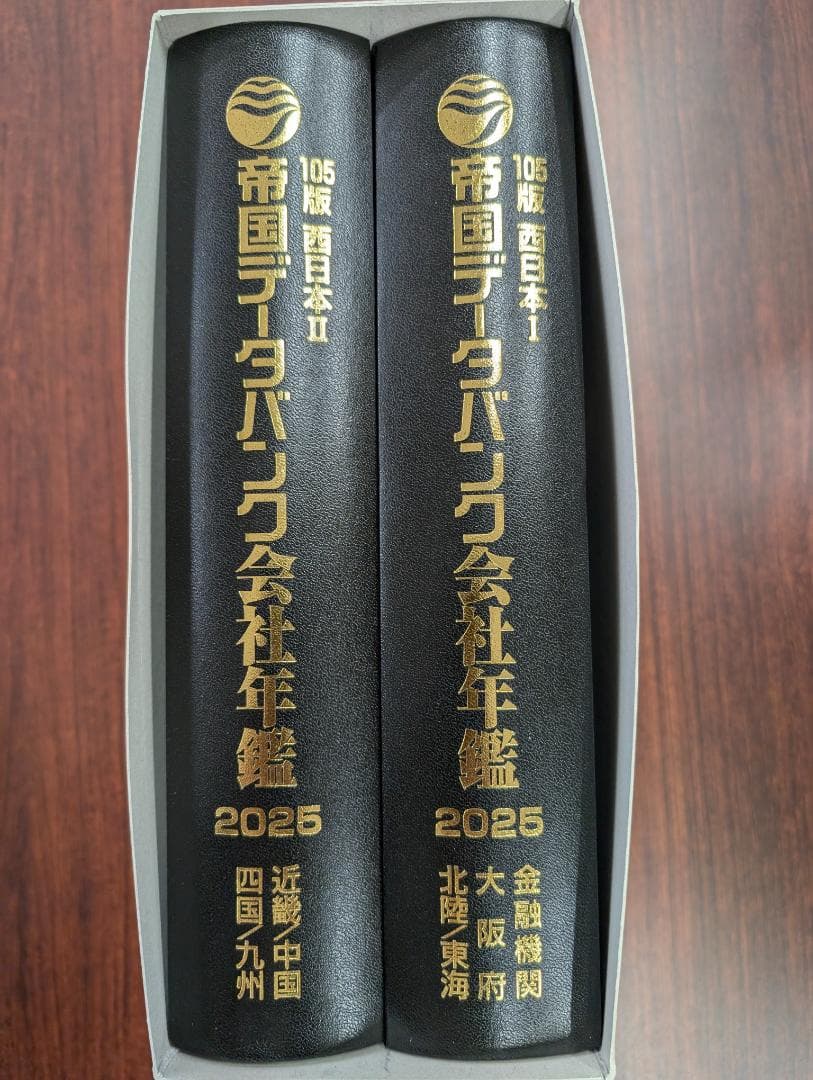 105版 西日本I
帝国データバンク会社年鑑
2025
金融機関
大阪府
北陸/東海
105版 西日本II
帝国データバンク会社年鑑
2025
近畿/中国
四国/九州